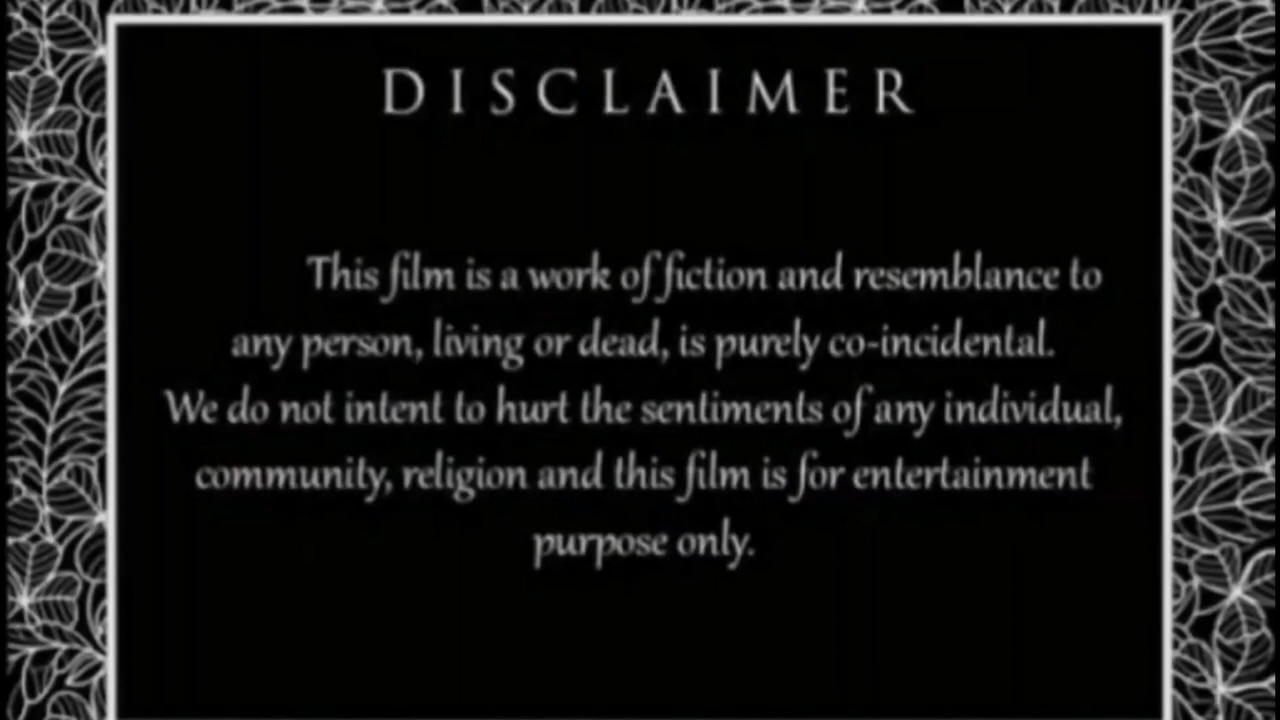 DISCLAIMER
This film is a work of fiction and resemblance to
any person, living or dead, is purely co-incidental.
We do not intent to hurt the sentiments of any individual,
community, religion and this film is for entertainment
purpose only.